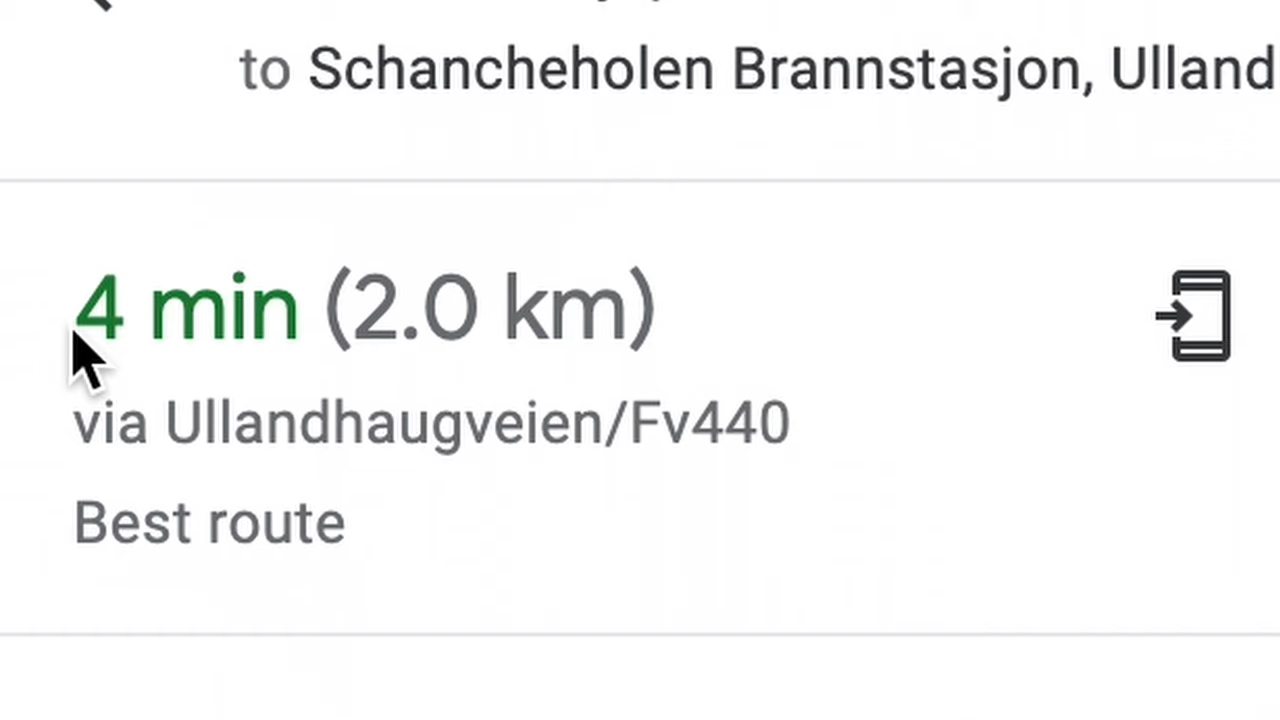 to Schancheholen Brannstasjon, Ulland
4 min (2.0 km)
via Ullandhaugveien/Fv440
Best route